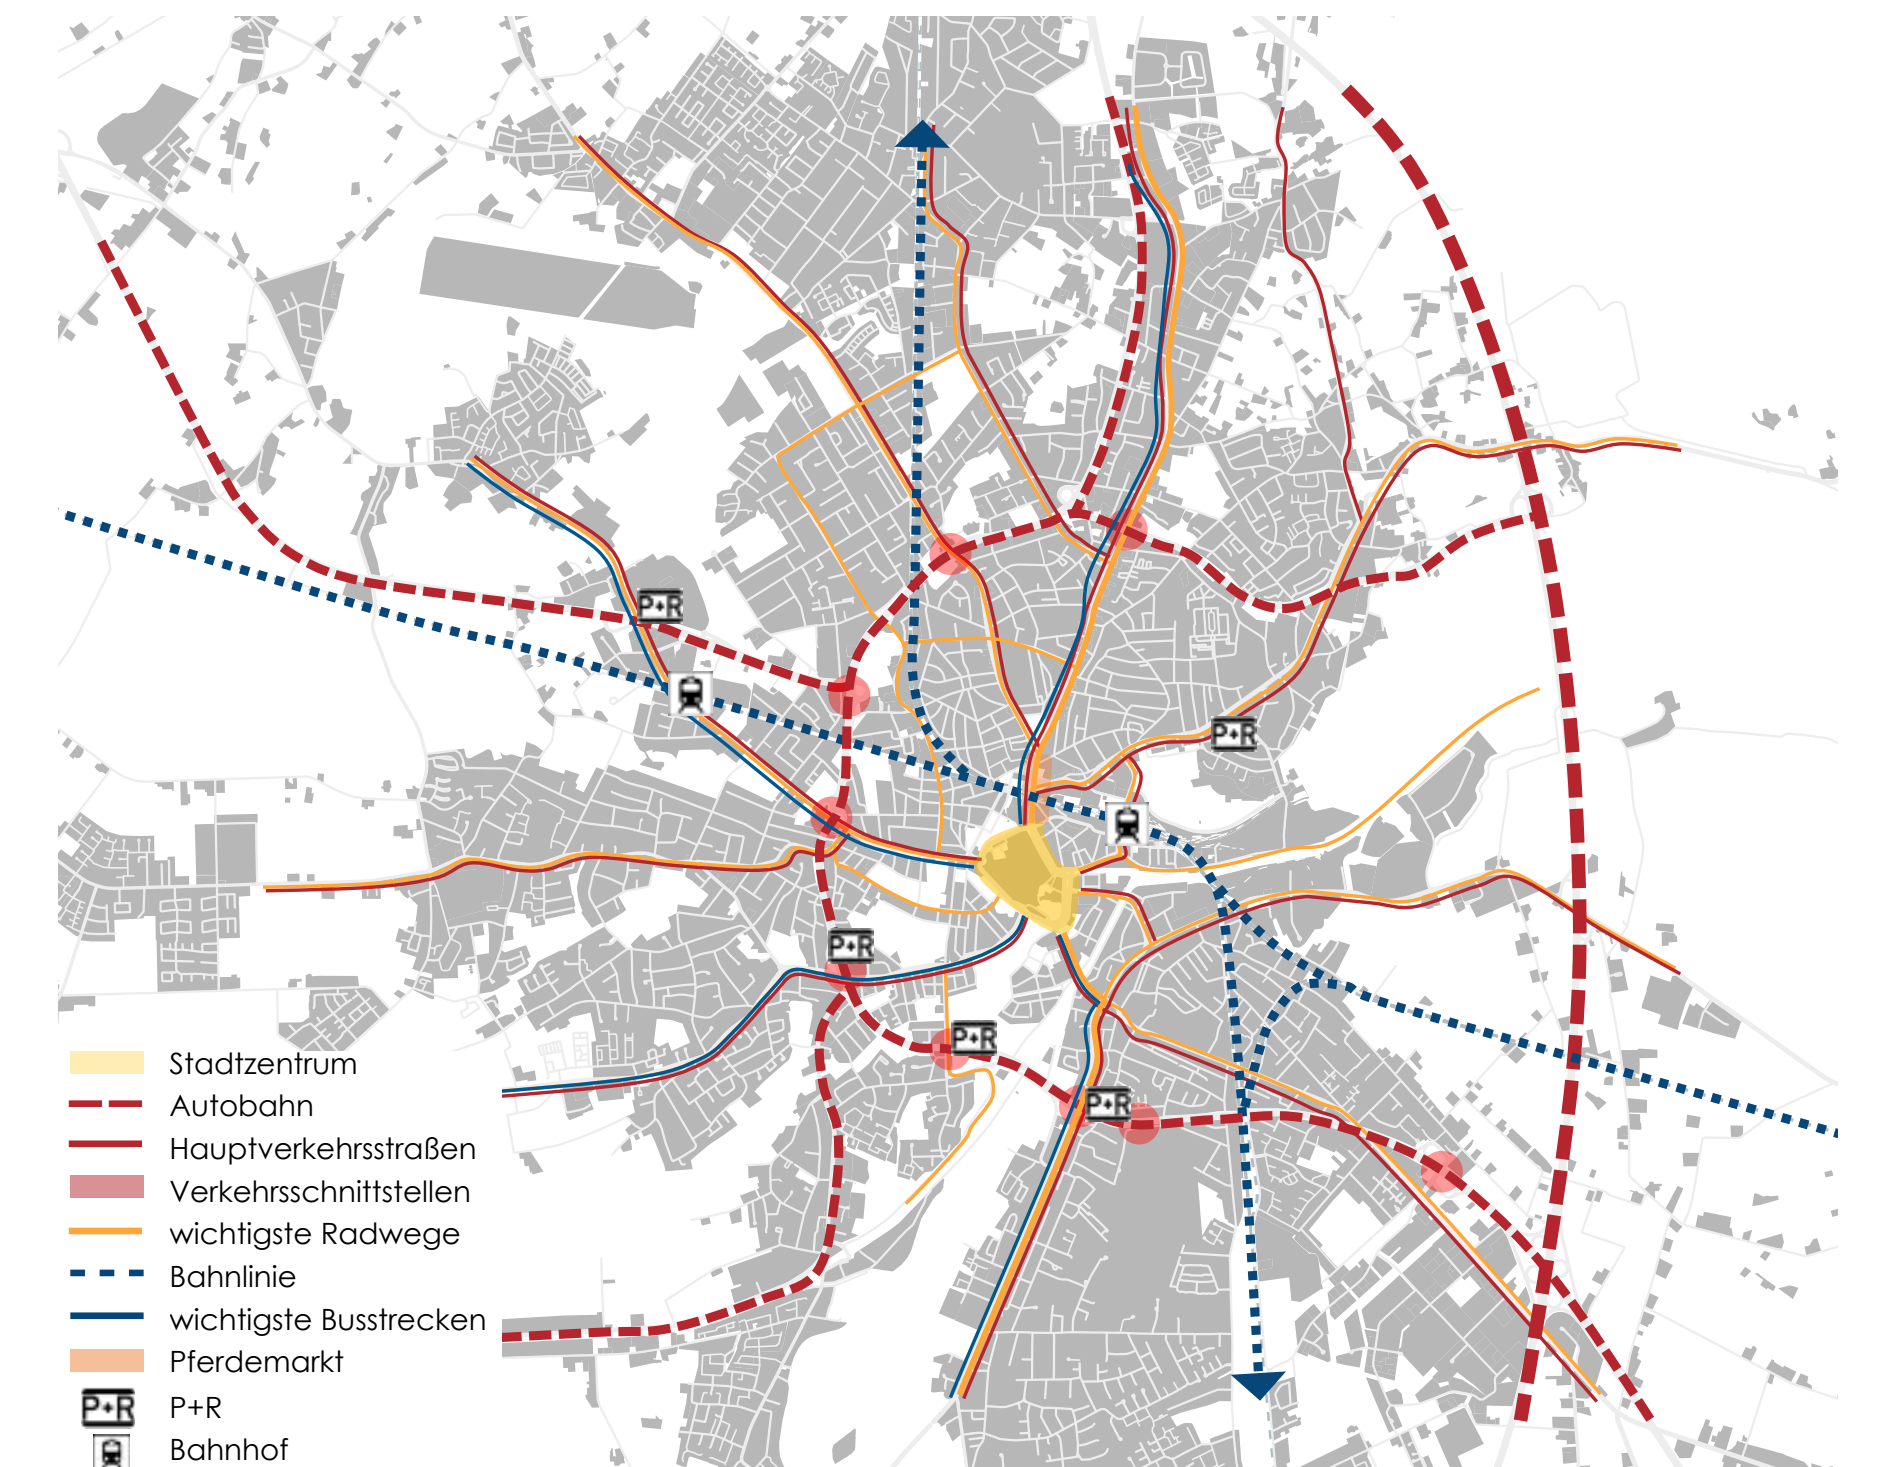 P+R
P+R
P+R
P+R
P+R
Stadtzentrum
Autobahn
Hauptverkehrsstraßen
Verkehrsschnittstellen
wichtigste Radwege
Bahnlinie
wichtigste Busstrecken
Pferdemarkt
P+R P+R
Bahnhof